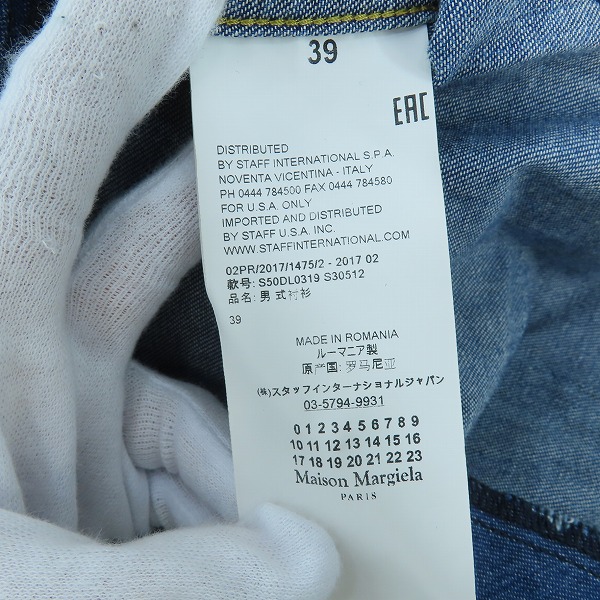 39
EAC
DISTRIBUTED
BY STAFF INTERNATIONAL S.P.A.
NOVENTA VICENTINA - ITALY
PH 0444 784500 FAX 0444 784580
FOR U.S.A. ONLY
IMPORTED AND DISTRIBUTED
BY STAFF U.S.A. INC.
WWW.STAFFINTERNATIONAL.COM
02PR/2017/1475/2 - 2017 02
款号: S50DL0319 S30512
品名: 男式衬衫
39
MADE IN ROMANIA
ルーマニア製
原产国: 罗马尼亚
(株)スタッフインターナショナルジャパン
03-5794-9931
0 1 2 3 4 5 6 7 8 9
10 11 12 13 14 15 16
17 18 19 20 21 22 23
Maison Margiela
PARIS